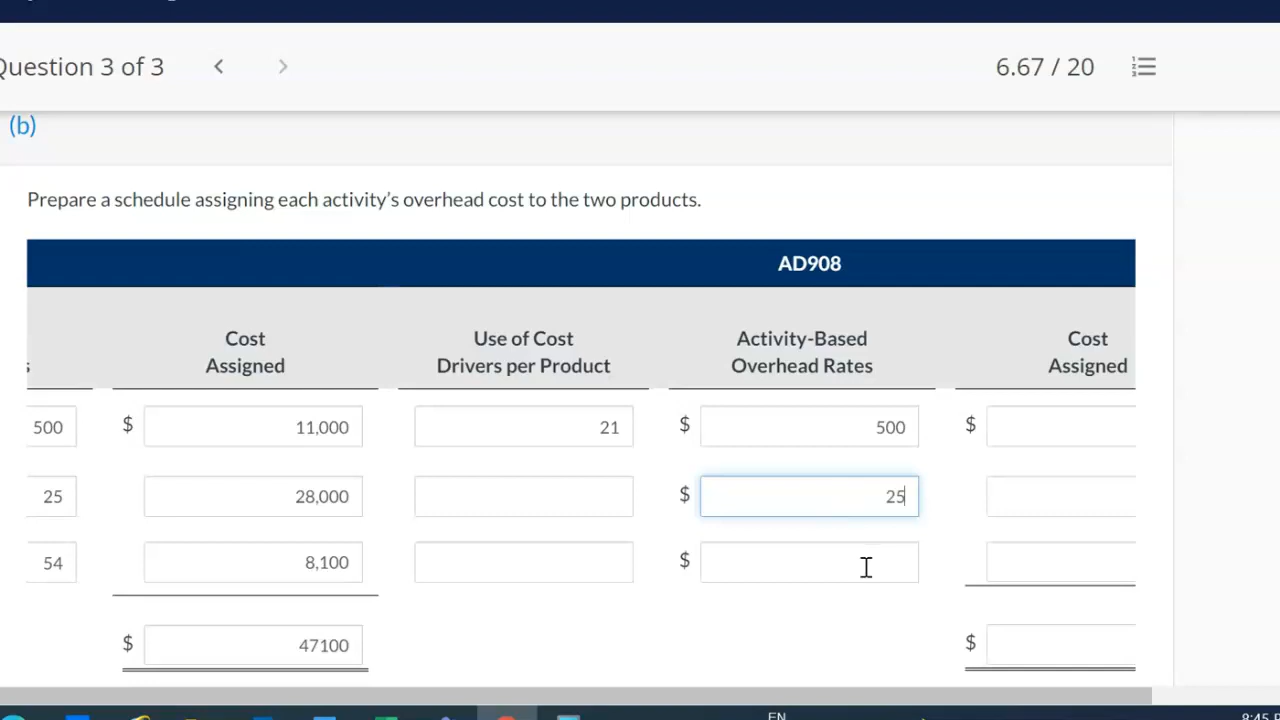 Question 3 of 3 < > 6.67 / 20
(b)
Prepare a schedule assigning each activity's overhead cost to the two products.
AD908
Cost Assigned
Use of Cost Drivers per Product
Activity-Based Overhead Rates
Cost Assigned
500 $ 11,000 21 $ 500 $
25 28,000 $ 25
54 8,100 $
$ 47100 $
EN